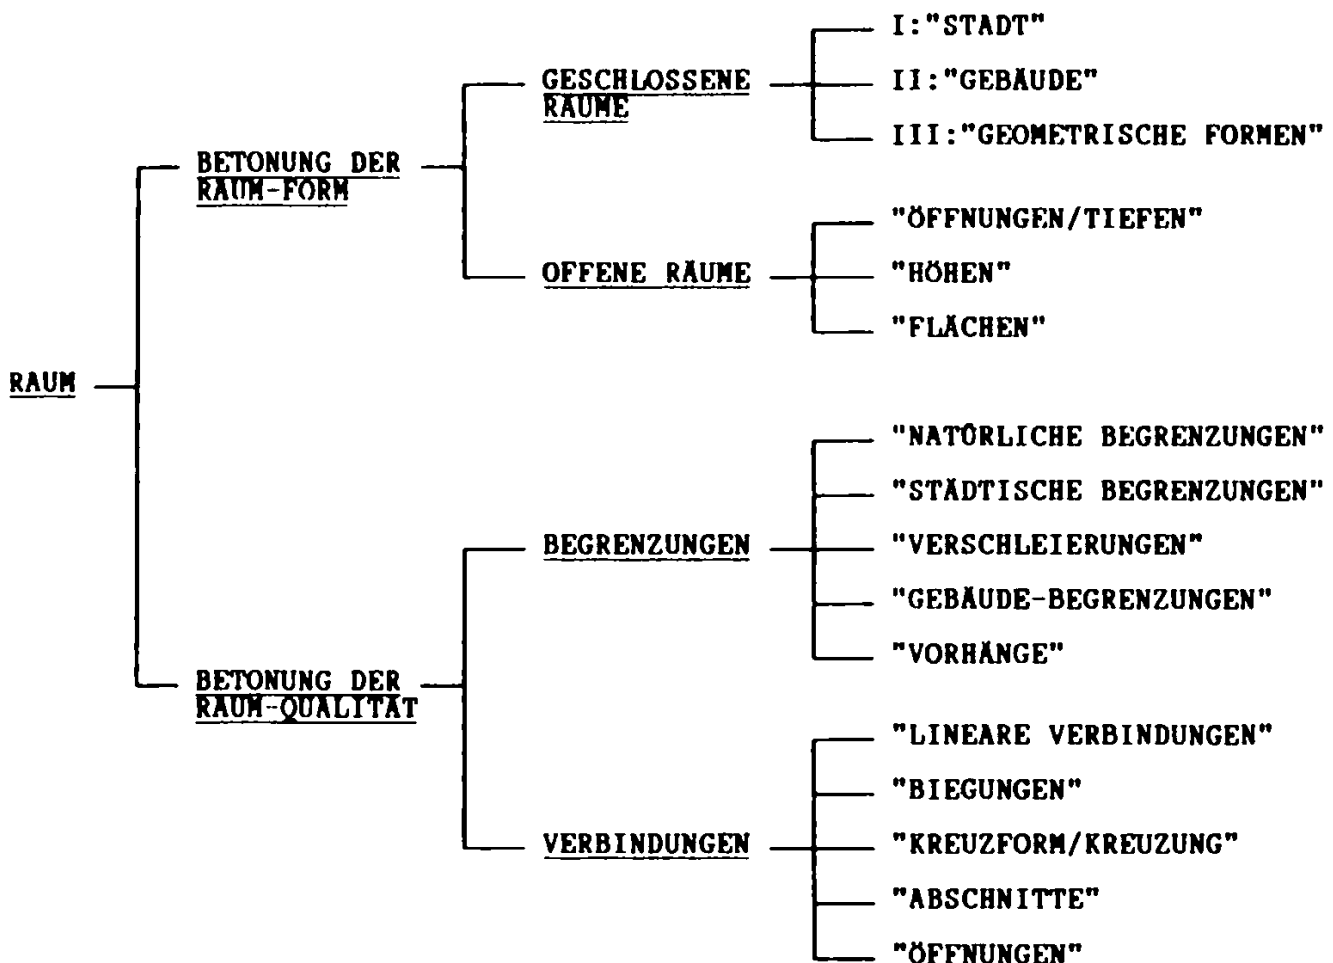 I:"STADT"
GESCHLOSSENE
RÄUME
II:"GEBÄUDE"
III:"GEOMETRISCHE FORMEN"
BETONUNG DER
RAUM-FORM
"ÖFFNUNGEN/TIEFEN"
OFFENE RÄUME
"HÖHEN"
"FLÄCHEN"
RAUM
"NATÜRLICHE BEGRENZUNGEN"
"STÄDTISCHE BEGRENZUNGEN"
BEGRENZUNGEN
"VERSCHLEIERUNGEN"
"GEBÄUDE-BEGRENZUNGEN"
"VORHÄNGE"
BETONUNG DER
RAUM-QUALITÄT
"LINEARE VERBINDUNGEN"
"BIEGUNGEN"
VERBINDUNGEN
"KREUZFORM/KREUZUNG"
"ABSCHNITTE"
"ÖFFNUNGEN"